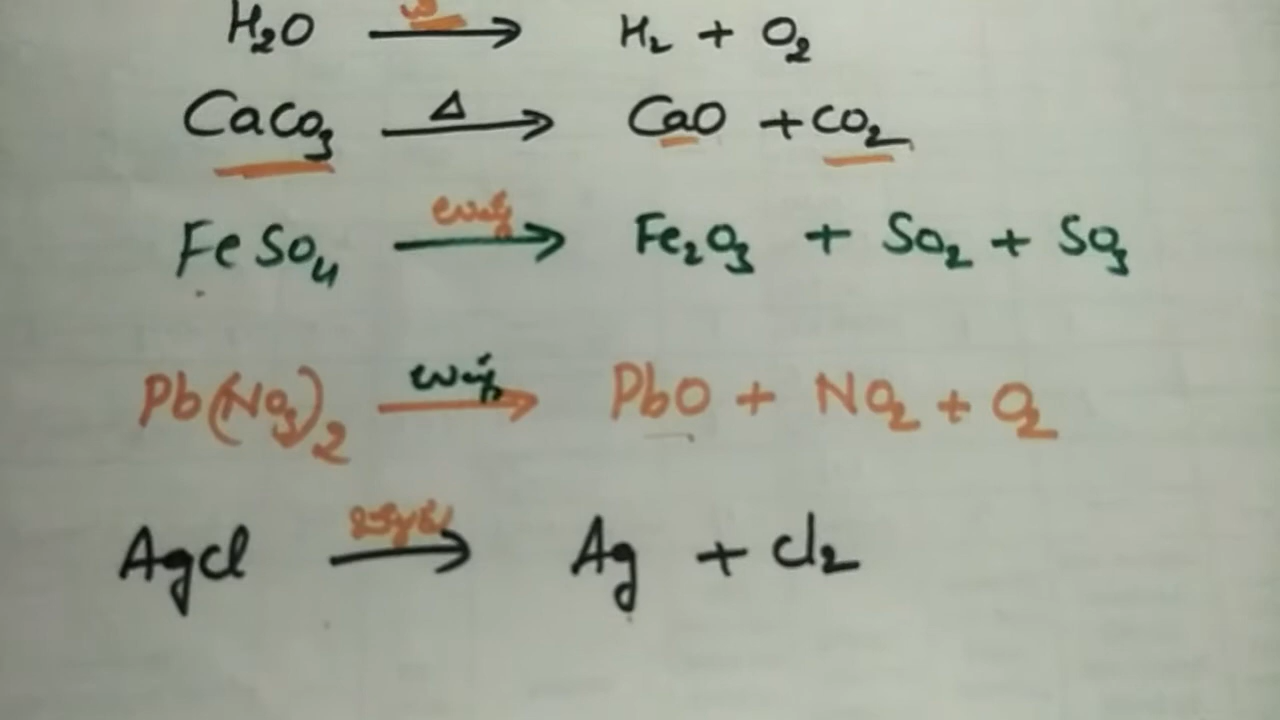 H₂O → H₂ + O₂
CaCO₃ Δ→ CaO + CO₂
FeSO₄ → Fe₂O₃ + SO₂ + SO₃
Pb(NO₃)₂ → PbO + NO₂ + O₂
AgCl → Ag + Cl₂